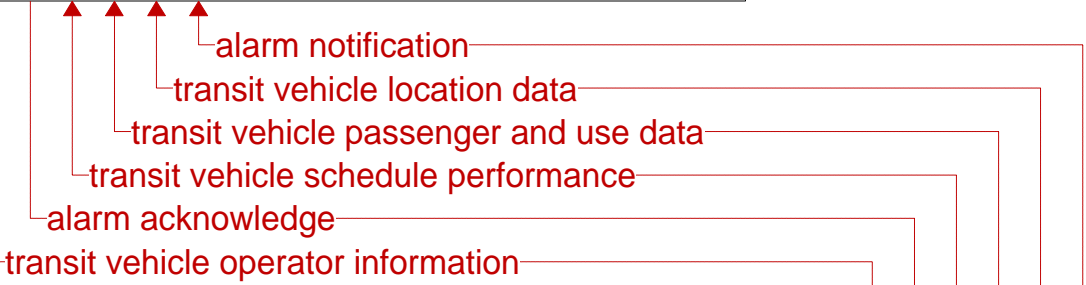 alarm notification
transit vehicle location data
transit vehicle passenger and use data
transit vehicle schedule performance
alarm acknowledge
transit vehicle operator information